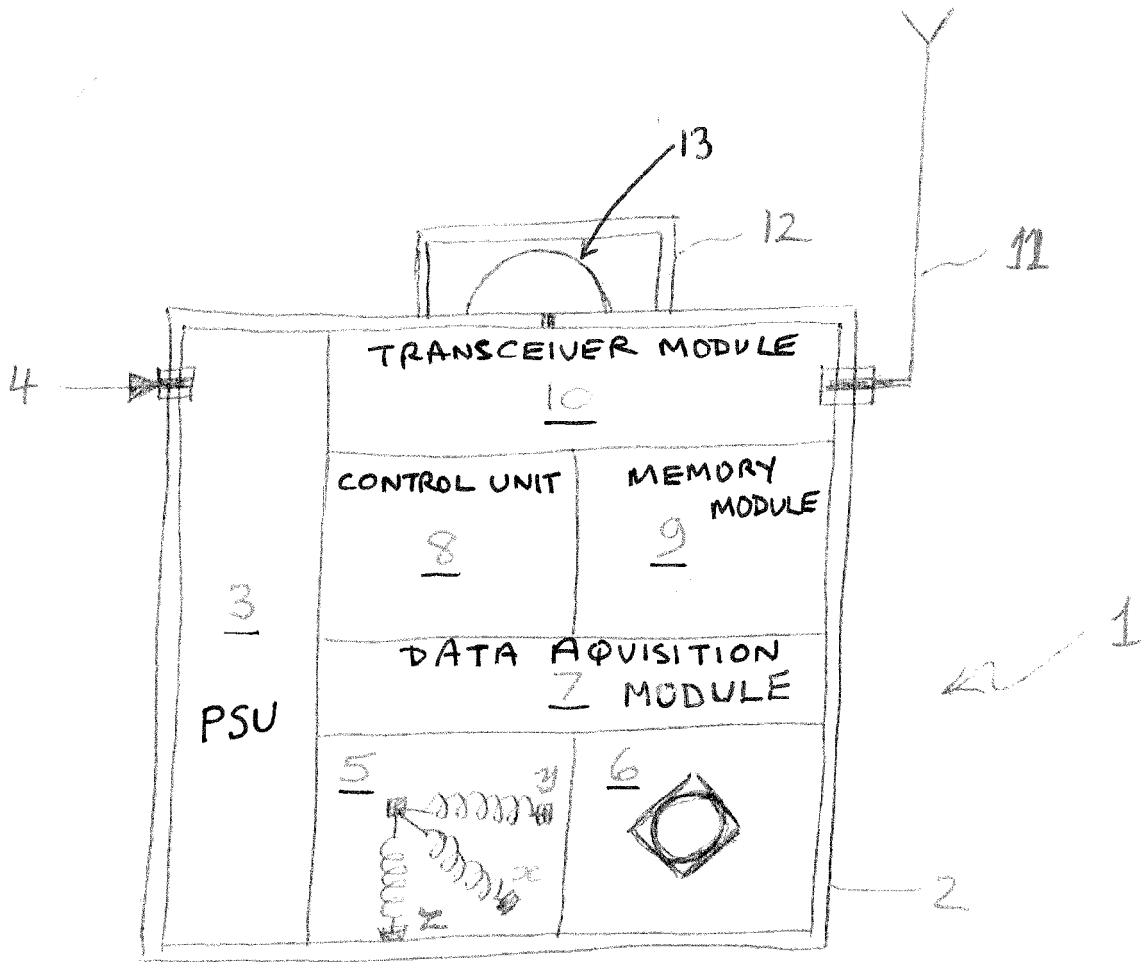 13
12
11
TRANSCEIVER MODULE
4
10
CONTROL UNIT
MEMORY
MODULE
8
9
3
1
DATA AQUISITION
7 MODULE
PSU
5
6
y
x
2